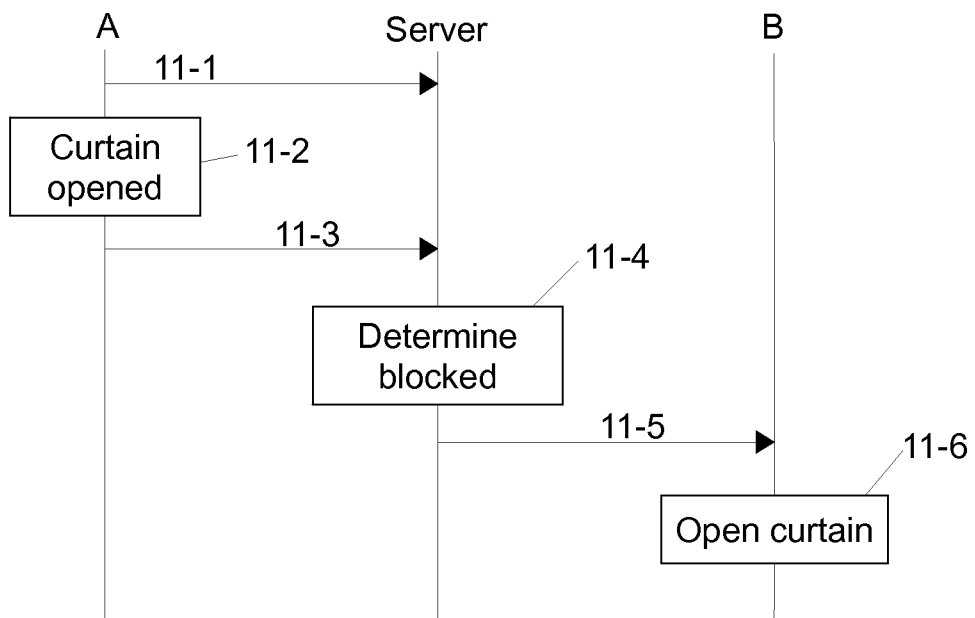 A
Server
B
11-1
Curtain
opened
11-2
11-3
11-4
Determine
blocked
11-5
11-6
Open curtain